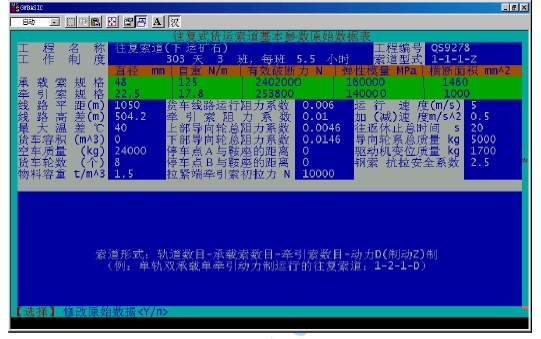 GWBASIC
自动
A 汉
往复式货运索道基本参数原始数据表
工 程 名 称 往复索道(下运矿石) 工程编号 QS9278
工 作 制 度 303 天 3 班, 每班 5.5 小时 索道型式 1-1-1-Z
直径 mm 自重 N/m 有效破断力 N 弹性模量 MPa 横断面积 mm^2
承 载 索 规 格 48 125 2402000 160000 1460
牵 引 索 规 格 22.5 17.8 253800 140000 1000
线 路 平 距(m) 1050 货车线路运行阻力系数 0.006 运 行 速 度(m/s) 5
线 路 高 差(m) 504.2 牵 引 索 阻 力 系 数 0.01 加 (减)速 度m/s^2 0.5
最 大 温 差 ℃ 40 上部导向轮总阻力系数 0.0046 往返休止总时间 s 20
货车容积 (m^3) 0 下部导向轮总阻力系数 0.0146 导向轮系总质量 kg 5000
空车质量 (kg) 24000 停车点A与鞍座的距离 0 驱动机变位质量 kg 1700
货车轮数 (个) 8 停车点B与鞍座的距离 0 钢索 抗拉安全系数 2.5
物料容重 t/m^3 1.5 拉紧端牵引索初拉力 N 10000
索道形式: 轨道数目-承载索数目-牵引索数目-动力D(制动Z)制
(例: 单轨双承载单牵引动力制运行的往复索道: 1-2-1-D)
【选择】 修改原始数据<Y/n>